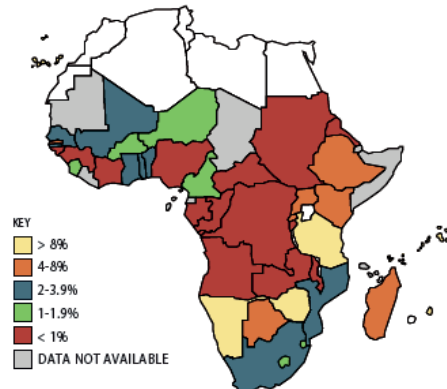 KEY
> 8%
4-8%
2-3.9%
1-1.9%
< 1%
DATA NOT AVAILABLE